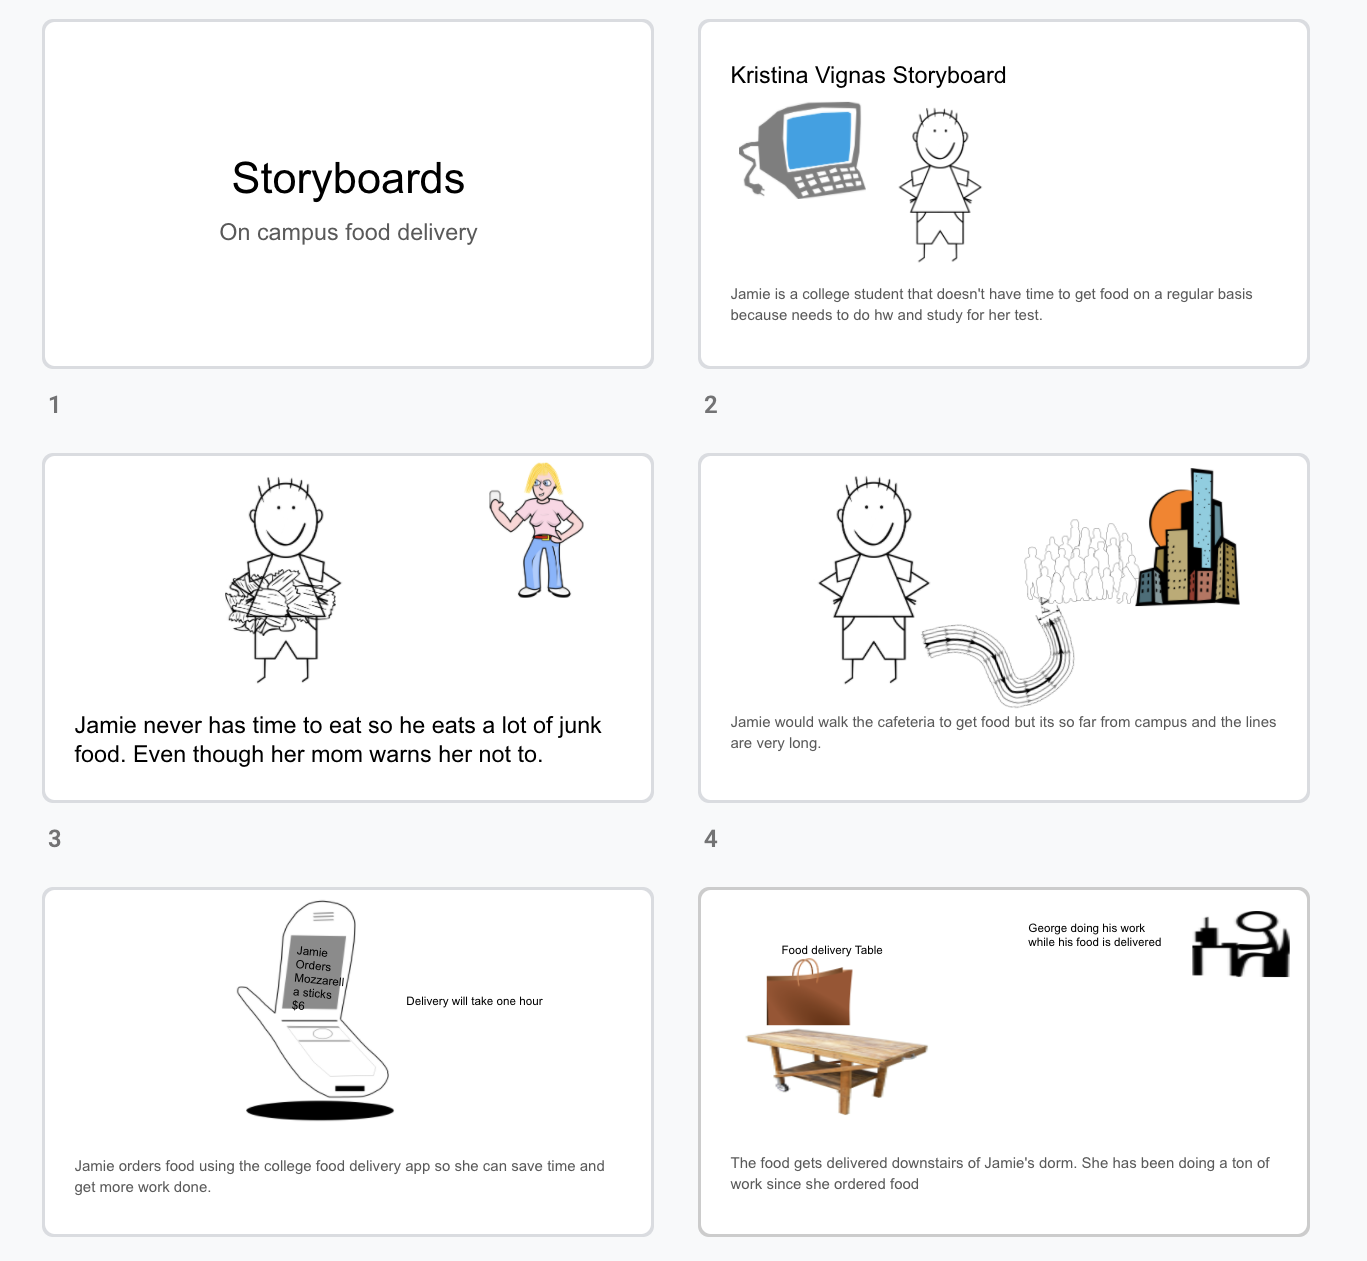 Storyboards
On campus food delivery
1
Kristina Vignas Storyboard
Jamie is a college student that doesn't have time to get food on a regular basis
because needs to do hw and study for her test.
2
Jamie never has time to eat so he eats a lot of junk
food. Even though her mom warns her not to.
3
Jamie would walk the cafeteria to get food but its so far from campus and the lines
are very long.
4
Jamie
Orders
Mozzarell
a sticks
$6
Delivery will take one hour
Jamie orders food using the college food delivery app so she can save time and
get more work done.
Food delivery Table
George doing his work
while his food is delivered
The food gets delivered downstairs of Jamie's dorm. She has been doing a ton of
work since she ordered food